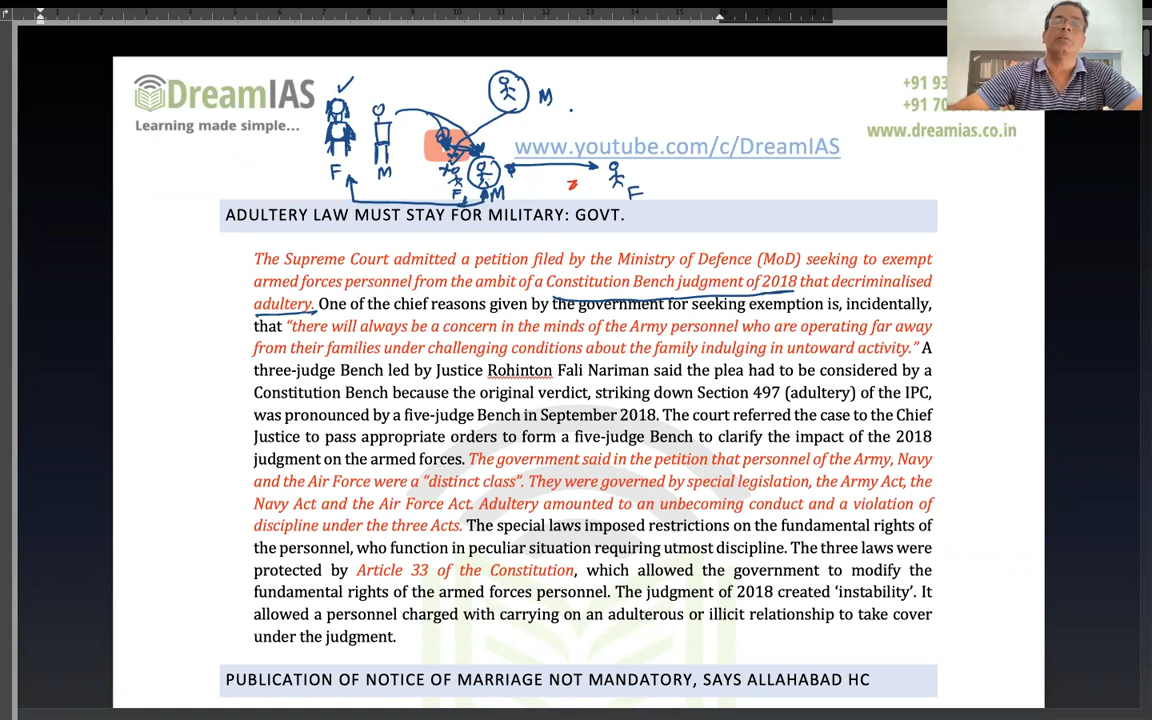 10 11 12 13 14
DreamIAS
Learning made simple...
M
+91 93
+91 70
www.dreamias.co.in
www.youtube.com/c/DreamIAS
F M F M F
ADULTERY LAW MUST STAY FOR MILITARY: GOVT.
The Supreme Court admitted a petition filed by the Ministry of Defence (MoD) seeking to exempt
armed forces personnel from the ambit of a Constitution Bench judgment of 2018 that decriminalised
adultery. One of the chief reasons given by the government for seeking exemption is, incidentally,
that “there will always be a concern in the minds of the Army personnel who are operating far away
from their families under challenging conditions about the family indulging in untoward activity.” A
three-judge Bench led by Justice Rohinton Fali Nariman said the plea had to be considered by a
Constitution Bench because the original verdict, striking down Section 497 (adultery) of the IPC,
was pronounced by a five-judge Bench in September 2018. The court referred the case to the Chief
Justice to pass appropriate orders to form a five-judge Bench to clarify the impact of the 2018
judgment on the armed forces. The government said in the petition that personnel of the Army, Navy
and the Air Force were a “distinct class”. They were governed by special legislation, the Army Act, the
Navy Act and the Air Force Act. Adultery amounted to an unbecoming conduct and a violation of
discipline under the three Acts. The special laws imposed restrictions on the fundamental rights of
the personnel, who function in peculiar situation requiring utmost discipline. The three laws were
protected by Article 33 of the Constitution, which allowed the government to modify the
fundamental rights of the armed forces personnel. The judgment of 2018 created ‘instability’. It
allowed a personnel charged with carrying on an adulterous or illicit relationship to take cover
under the judgment.
PUBLICATION OF NOTICE OF MARRIAGE NOT MANDATORY, SAYS ALLAHABAD HC